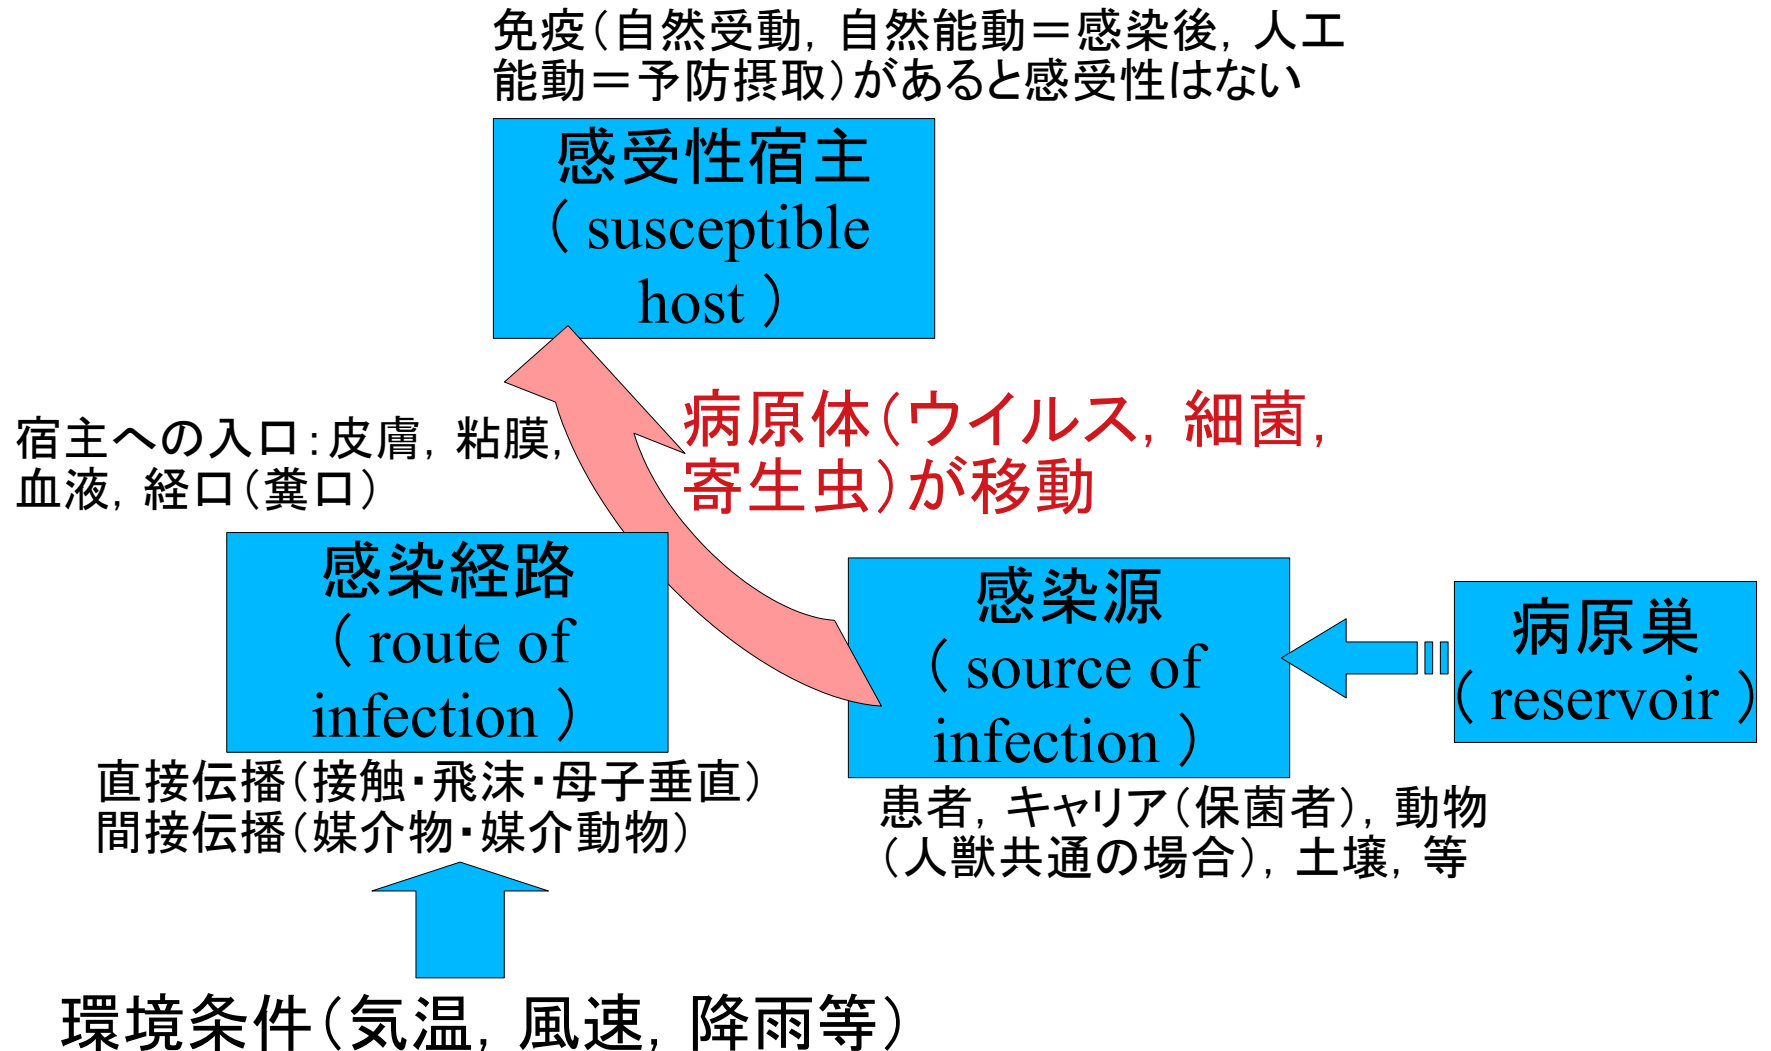 免疫（自然受動，自然能動＝感染後，人工
能動＝予防摂取）があると感受性はない
感受性宿主
（ susceptible
host ）
病原体（ウイルス，細菌，
寄生虫）が移動
宿主への入口：皮膚，粘膜，
血液，経口（糞口）
感染経路
（ route of
infection ）
直接伝播（接触・飛沫・母子垂直）
間接伝播（媒介物・媒介動物）
感染源
（ source of
infection ）
患者，キャリア（保菌者），動物
（人獣共通の場合），土壌，等
病原巣
（ reservoir ）
環境条件（気温，風速，降雨等）